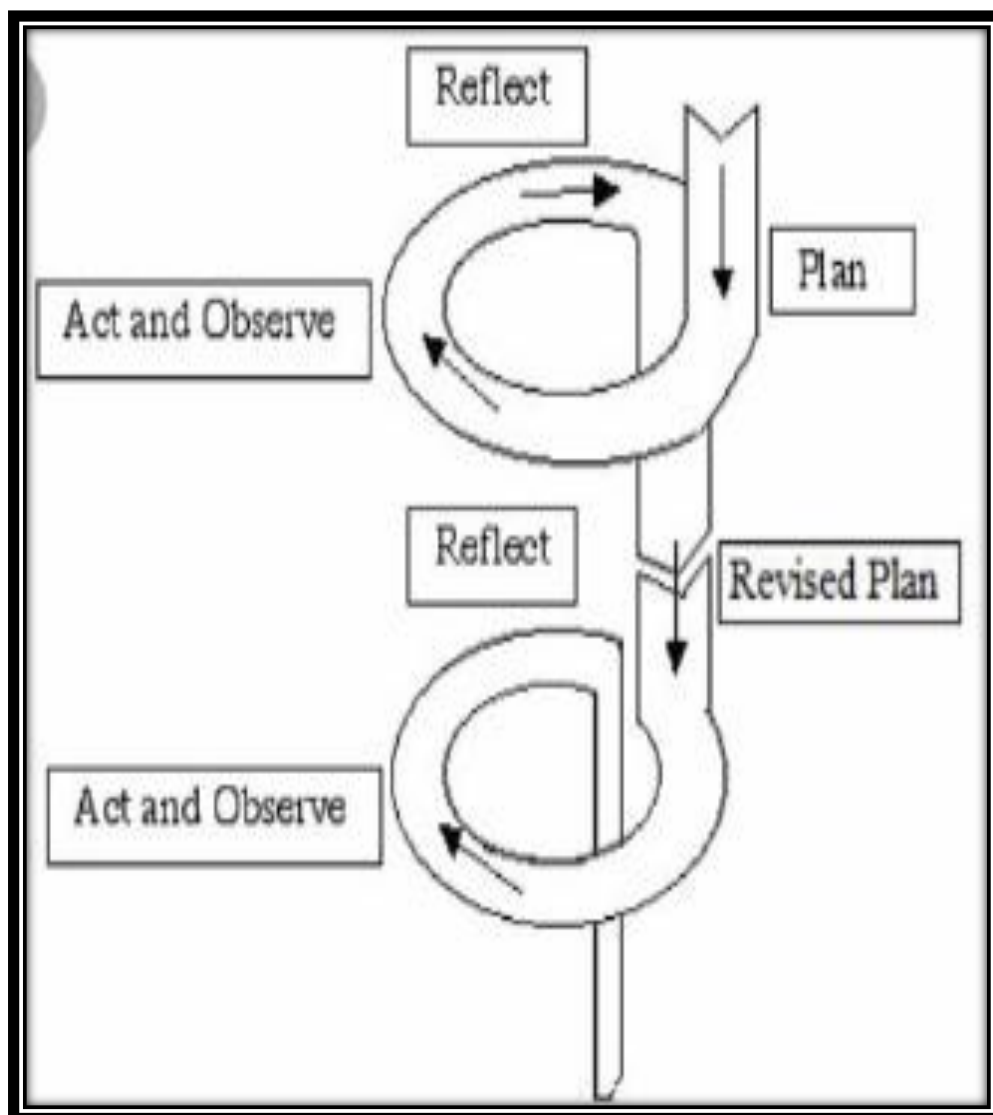 Reflect
Plan
Act and Observe
Reflect
Revised Plan
Act and Observe